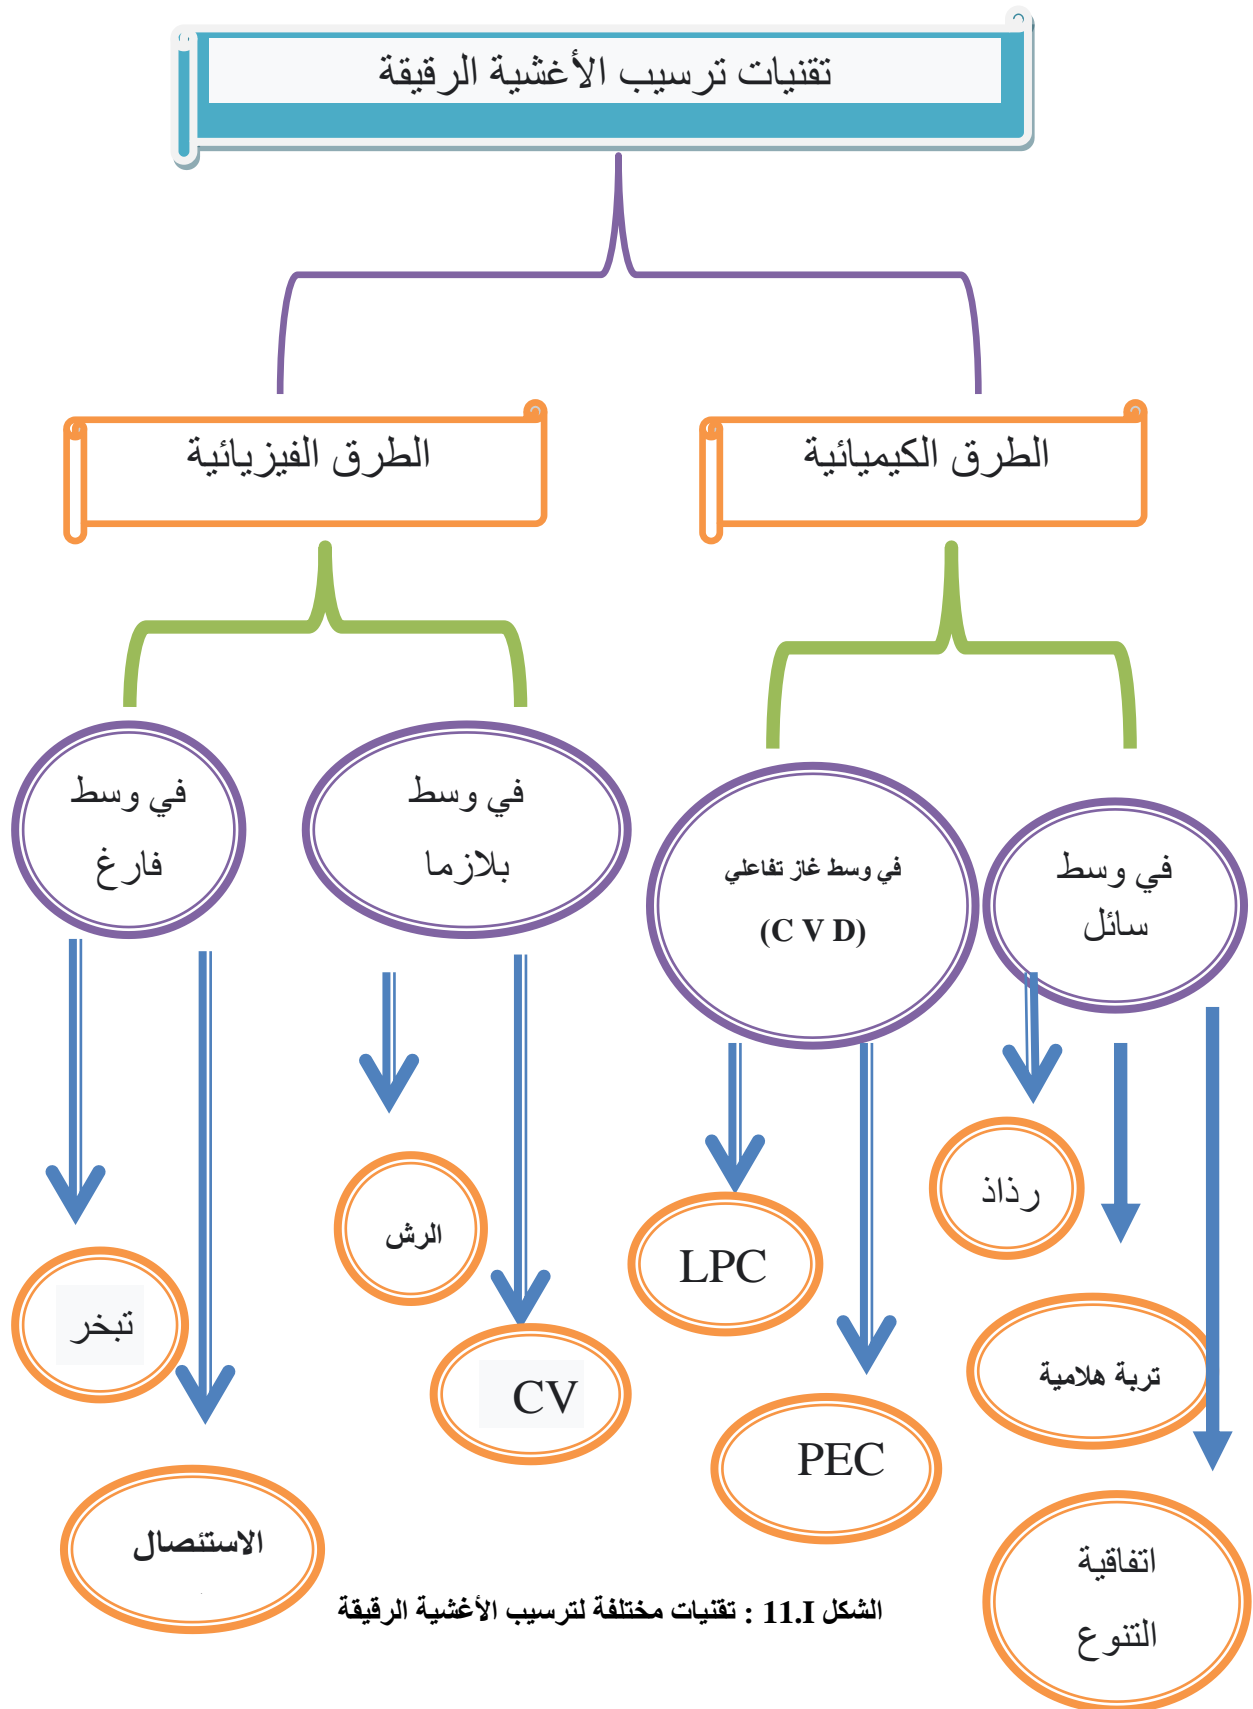 تقنيات ترسيب الأغشية الرقيقة
الطرق الكيميائية
الطرق الفيزيائية
في وسط
سائل
في وسط غاز تفاعلي
(C V D)
في وسط
بلازما
في وسط
فارغ
رذاذ
تربة هلامية
اتفاقية
التنوع
LPC
PEC
الرش
CV
تبخر
الاستئصال
الشكل 11.I : تقنيات مختلفة لترسيب الأغشية الرقيقة